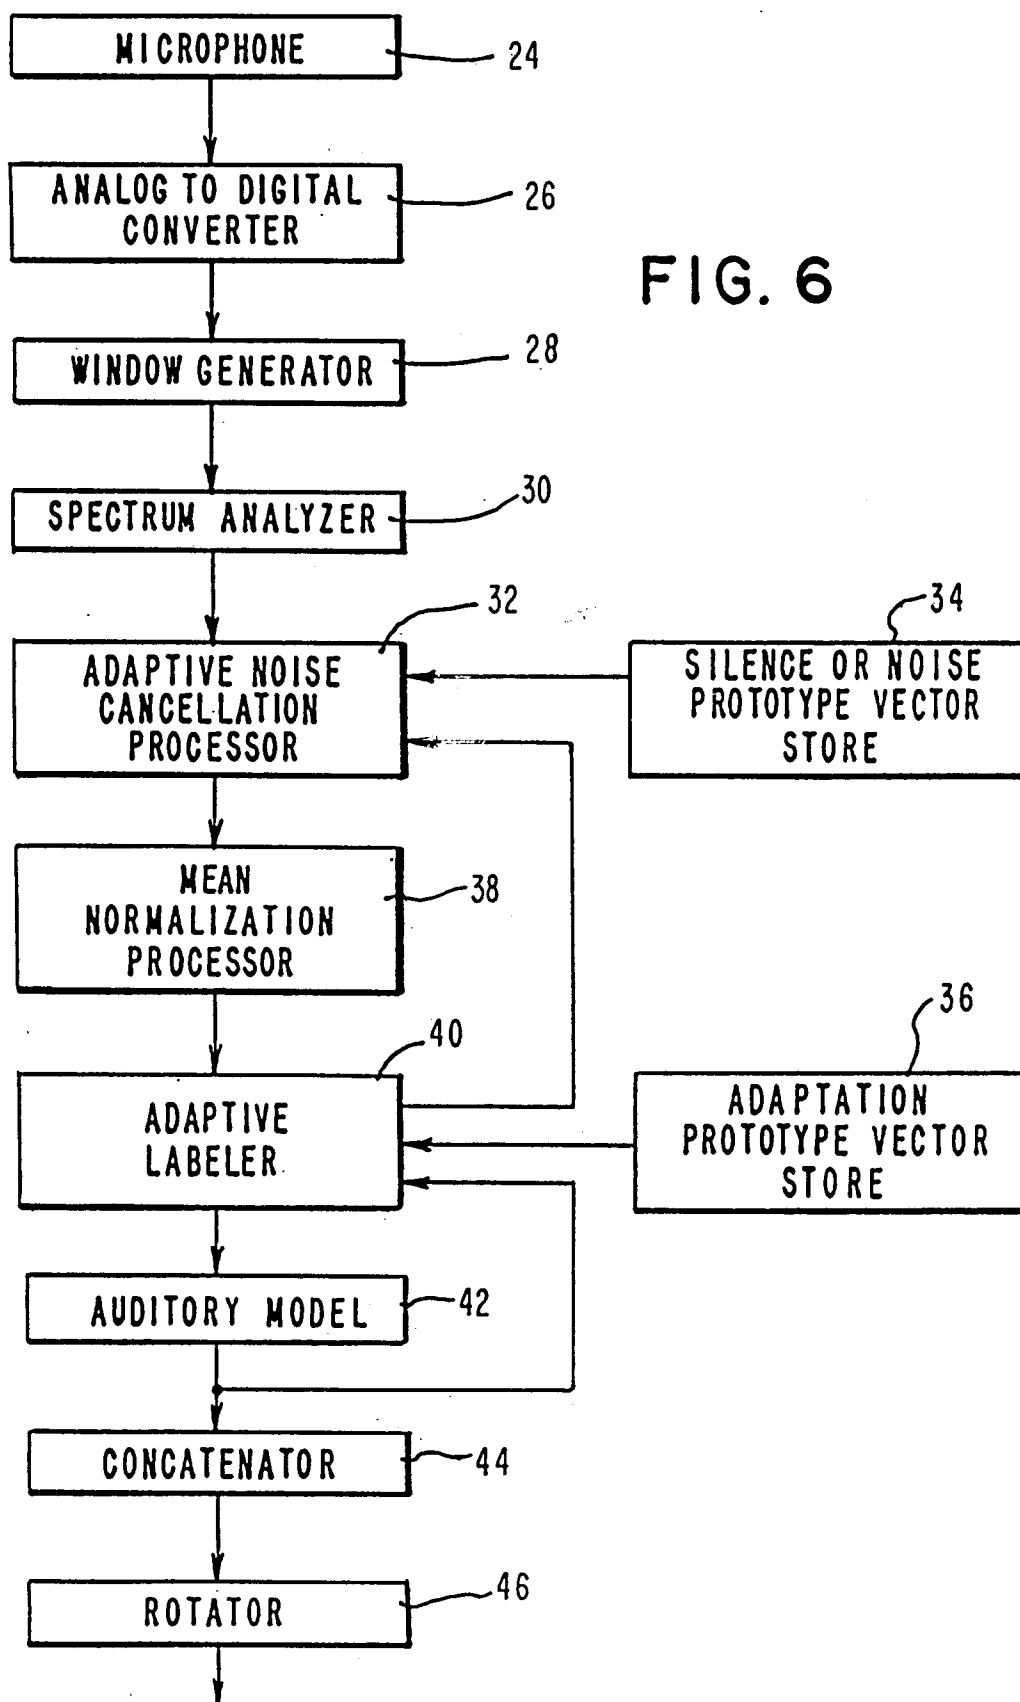 MICROPHONE
24
ANALOG TO DIGITAL
CONVERTER
26
FIG. 6
WINDOW GENERATOR
28
SPECTRUM ANALYZER
30
ADAPTIVE NOISE
CANCELLATION
PROCESSOR
32
SILENCE OR NOISE
PROTOTYPE VECTOR
STORE
34
MEAN
NORMALIZATION
PROCESSOR
38
ADAPTIVE
LABELER
40
ADAPTATION
PROTOTYPE VECTOR
STORE
36
AUDITORY MODEL
42
CONCATENATOR
44
ROTATOR
46